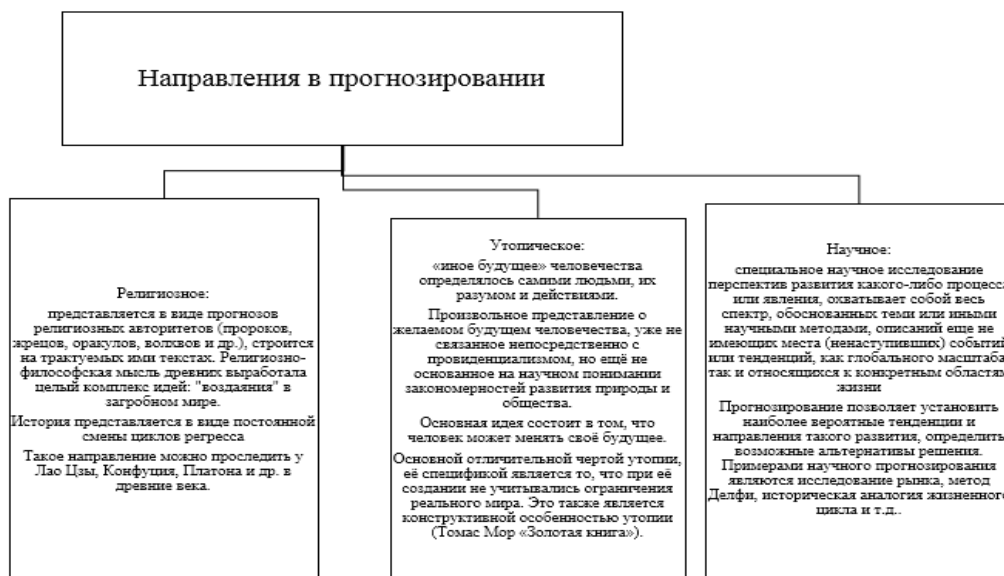 Направления в прогнозировании
Религиозное:
представляется в виде прогнозов
религиозных авторитетов (пророков,
жрецов, оракулов, волхвов и др.), строится
на трактуемых ими текстах. Религиозно-
философская мысль древних выработала
целый комплекс идей: "воздаяния" в
загробном мире.
История представляется в виде постоянной
смены циклов регресса
Такое направление можно проследить у
Лао Цзы, Конфуция, Платона и др. в
древние века.
Утопическое:
«иное будущее» человечества
определялось самими людьми, их
разумом и действиями.
Произвольное представление о
желаемом будущем человечества, уже не
связанное непосредственно с
провиденциализмом, но ещё не
основанное на научном понимании
закономерностей развития природы и
общества.
Основная идея состоит в том, что
человек может менять своё будущее.
Основной отличительной чертой утопии,
её спецификой является то, что при её
создании не учитывались ограничения
реального мира. Это также является
конструктивной особенностью утопии
(Томас Мор «Золотая книга»).
Научное:
специальное научное исследование
перспектив развития какого-либо процесса
или явления, охватывает собой весь
спектр, обоснованных теми или иными
научными методами, описаний еще не
имеющих места (ненаступивших) событий
или тенденций, как глобального масштаба,
так и относящихся к конкретным областям
жизни
Прогнозирование позволяет установить
наиболее вероятные тенденции и
направления такого развития, определить
возможные альтернативы решения.
Примерами научного прогнозирования
являются исследование рынка, метод
Делфи, историческая аналогия жизненного
цикла и т.д..